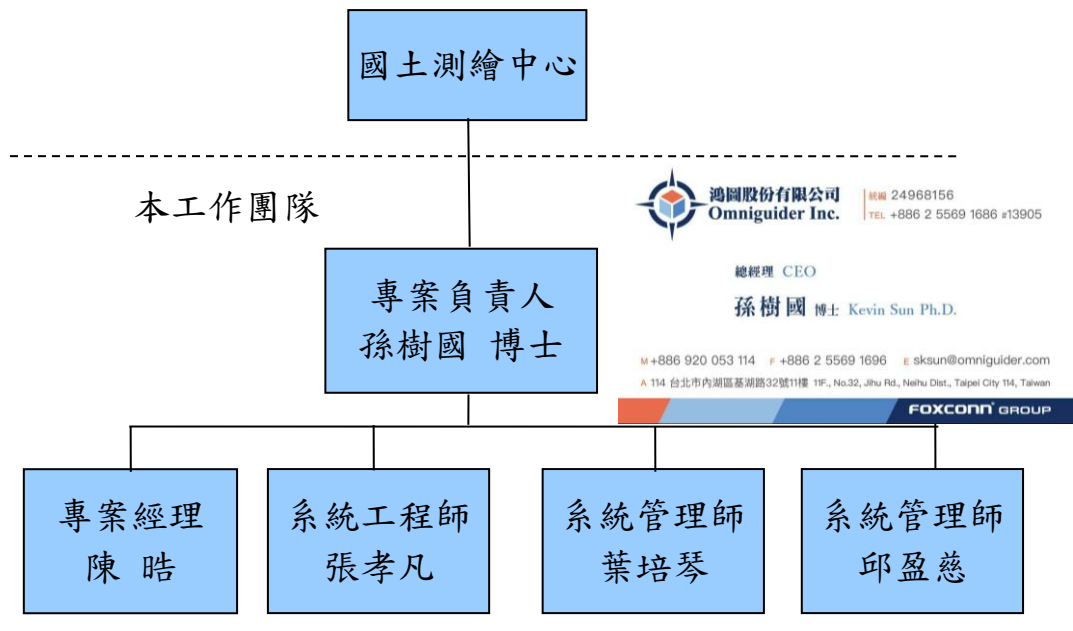 國土測繪中心
本工作團隊
鴻圖股份有限公司
Omniguider Inc.
統編 24968156
TEL +886 2 5569 1686 #13905
總經理 CEO
孫樹國 博士 Kevin Sun Ph.D.
M +886 920 053 114 F +886 2 5569 1696 E sksun@omniguider.com
A 114 台北市內湖區基湖路32號11樓 11F., No.32, Jihu Rd., Neihu Dist., Taipei City 114, Taiwan
FOXCONN GROUP
專案負責人
孫樹國 博士
專案經理
陳 晧
系統工程師
張孝凡
系統管理師
葉培琴
系統管理師
邱盈慈